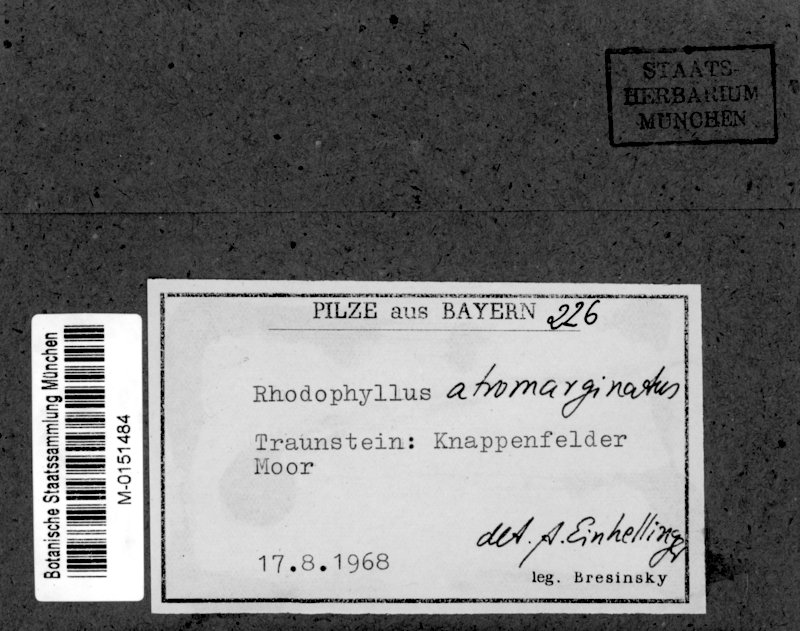 STAATS-
HERBARIUM
MÜNCHEN
PILZE aus BAYERN 226
Rhodophyllus atromarginatus
Traunstein: Knappenfelder
Moor
det. A. Einhellinger
17.8.1968
leg. Bresinsky
Botanische Staatssammlung München
M-0151484